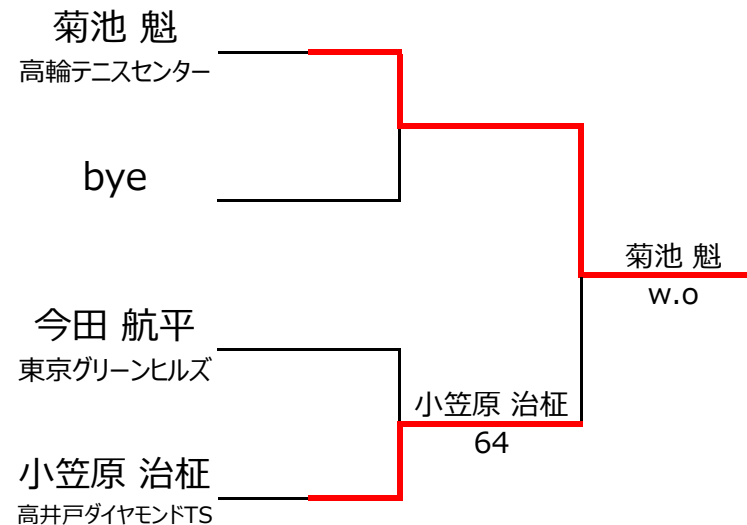 菊池 魁
高輪テニスセンター
bye
菊池 魁
w.o
今田 航平
東京グリーンヒルズ
小笠原 治柾
64
小笠原 治柾
高井戸ダイヤモンドTS